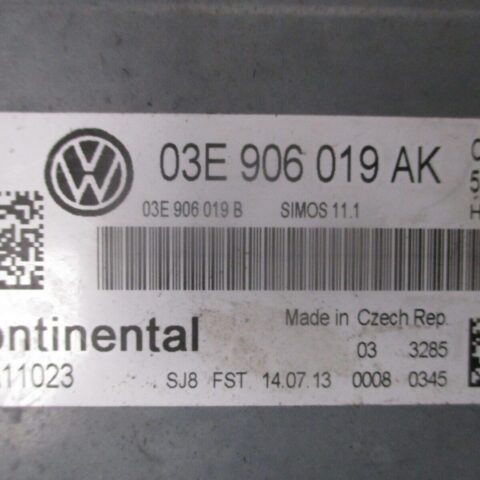 03E 906 019 AK
03E 906 019 B SIMOS 11.1
ontinental
Made in Czech Rep.
03 3285
11023
SJ8 FST 14.07.13 0008 0345